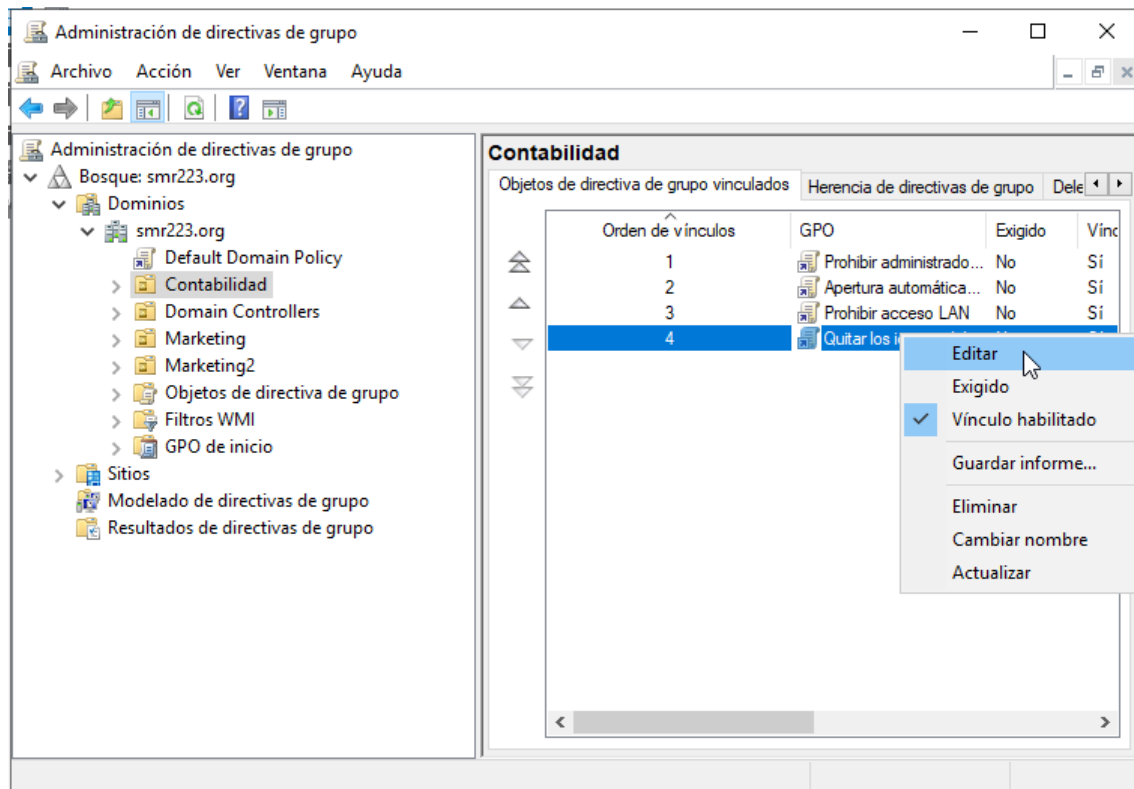 Administración de directivas de grupo
Archivo Acción Ver Ventana Ayuda
Administración de directivas de grupo
Bosque: smr223.org
Dominios
smr223.org
Default Domain Policy
Contabilidad
Domain Controllers
Marketing
Marketing2
Objetos de directiva de grupo
Filtros WMI
GPO de inicio
Sitios
Modelado de directivas de grupo
Resultados de directivas de grupo
Contabilidad
Objetos de directiva de grupo vinculados Herencia de directivas de grupo Dele
Orden de vínculos GPO Exigido Vínc
1 Prohibir administrado... No Sí
2 Apertura automática... No Sí
3 Prohibir acceso LAN No Sí
4 Quitar los
Editar
Exigido
Vínculo habilitado
Guardar informe...
Eliminar
Cambiar nombre
Actualizar